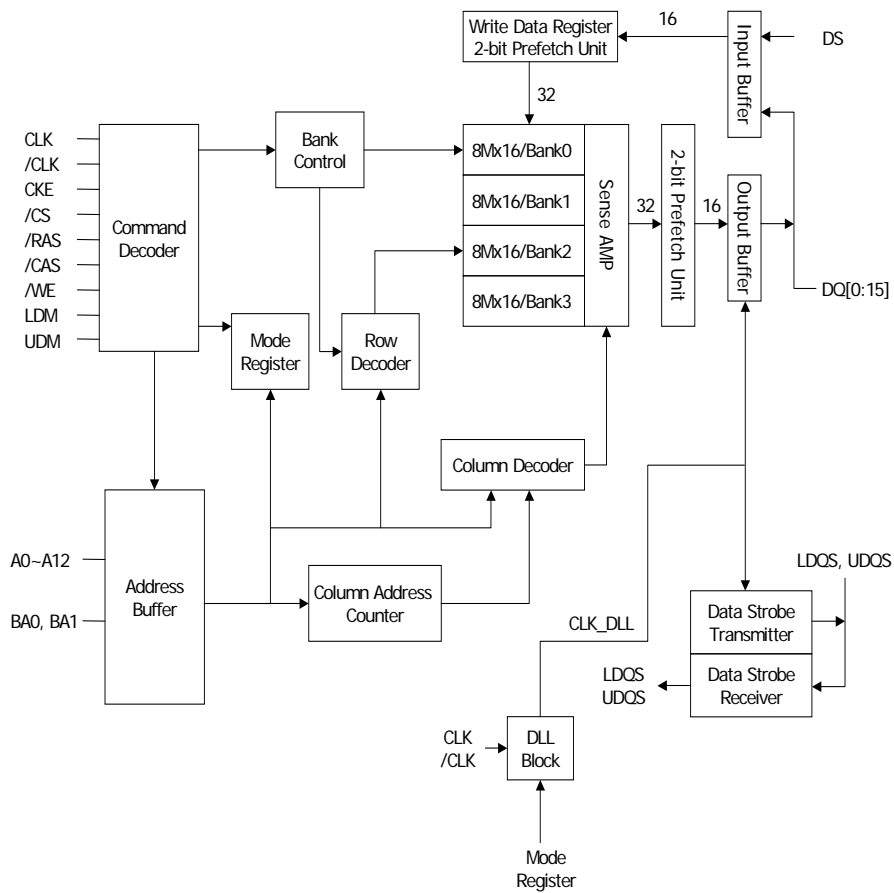 Write Data Register
2-bit Prefetch Unit
16
Input Buffer
DS
32
CLK
/CLK
CKE
/CS
/RAS
/CAS
/WE
LDM
UDM
Command
Decoder
Bank
Control
8Mx16/Bank0
8Mx16/Bank1
8Mx16/Bank2
8Mx16/Bank3
Sense AMP
32
2-bit Prefetch Unit
16
Output Buffer
DQ[0:15]
Mode
Register
Row
Decoder
Column Decoder
A0~A12
BA0, BA1
Address
Buffer
Column Address
Counter
CLK_DLL
LDQS, UDQS
Data Strobe
Transmitter
Data Strobe
Receiver
LDQS
UDQS
CLK
/CLK
DLL
Block
Mode
Register